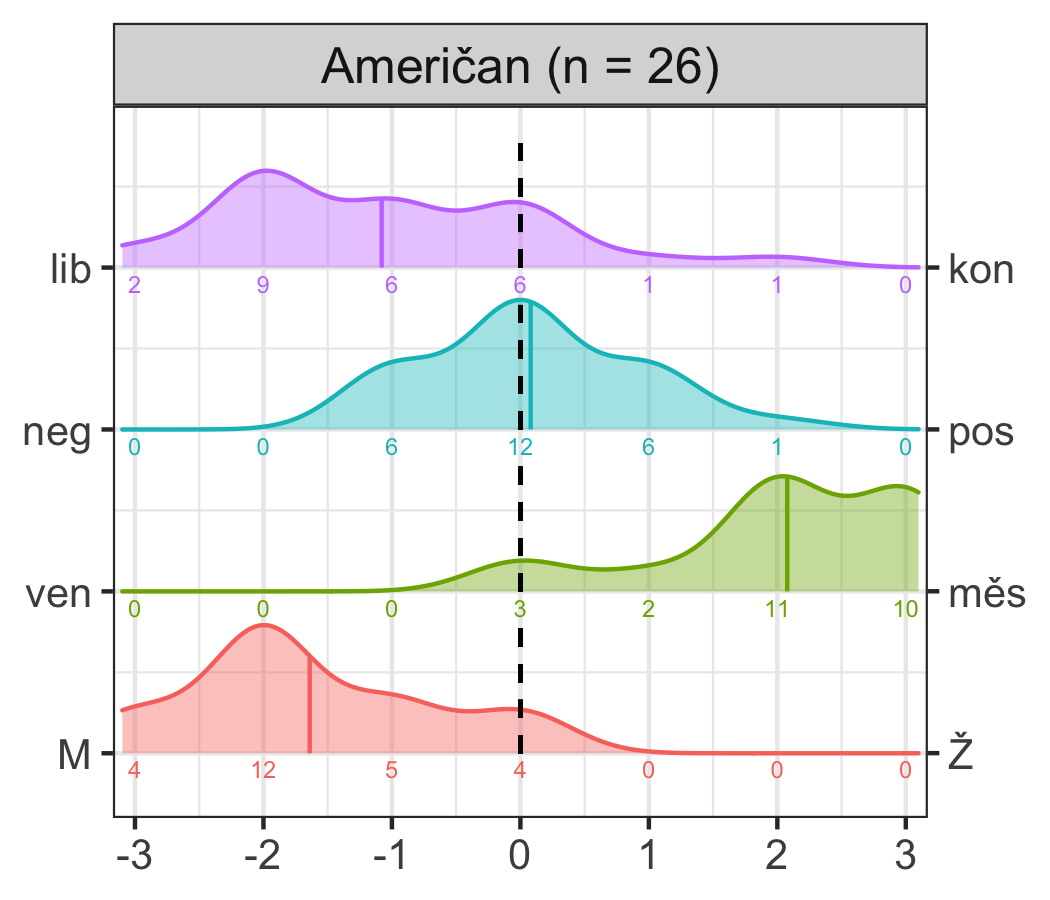 Američan (n = 26)
lib kon
2 9 6 6 1 1 0
neg pos
0 0 6 12 6 1 0
ven měs
0 0 0 3 2 11 10
M Ž
4 12 5 4 0 0 0
-3 -2 -1 0 1 2 3